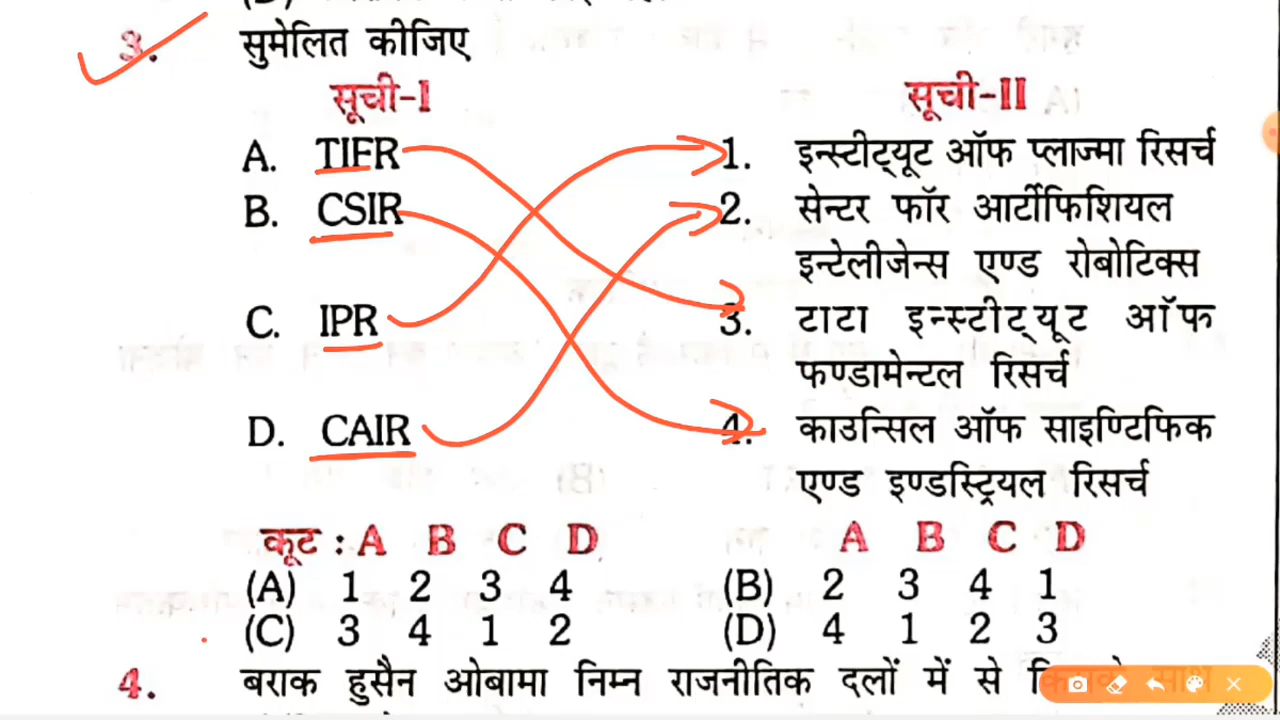 3. सुमेलित कीजिए
सूची-I सूची-II
A. TIFR 1. इन्स्टीट्यूट ऑफ प्लाज्मा रिसर्च
B. CSIR 2. सेन्टर फॉर आर्टीफिशियल
इन्टेलीजेन्स एण्ड रोबोटिक्स
C. IPR 3. टाटा इन्स्टीट्यूट ऑफ
फण्डामेन्टल रिसर्च
D. CAIR 4. काउन्सिल ऑफ साइण्टिफिक
एण्ड इण्डस्ट्रियल रिसर्च
कूट : A B C D A B C D
(A) 1 2 3 4 (B) 2 3 4 1
(C) 3 4 1 2 (D) 4 1 2 3
4. बराक हुसैन ओबामा निम्न राजनीतिक दलों में से